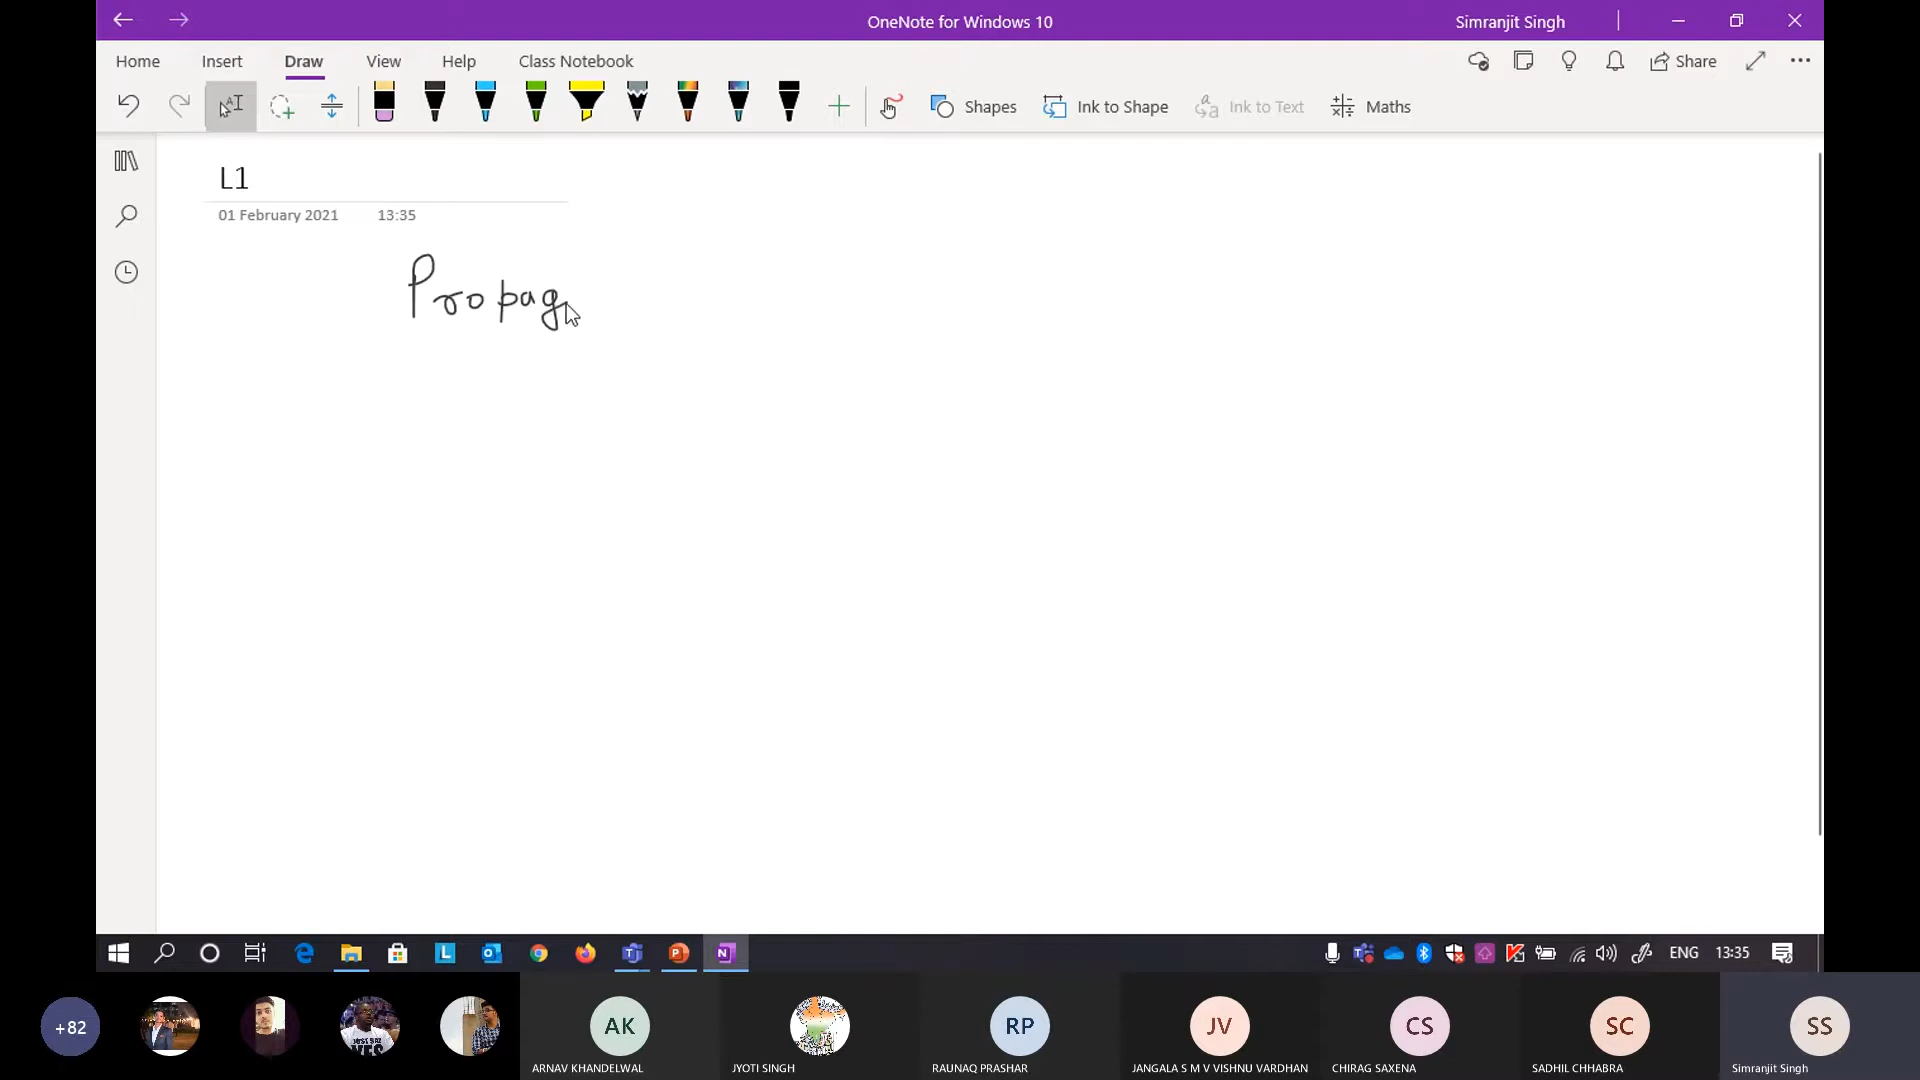 OneNote for Windows 10
Simranjit Singh
Home Insert Draw View Help Class Notebook
Share
Shapes Ink to Shape Ink to Text Maths
L1
01 February 2021 13:35
Propag
ENG 13:35
+82 AK RP JV CS SC SS
ARNAV KHANDELWAL JYOTI SINGH RAUNAQ PRASHAR JANGALA S M V VISHNU VARDHAN CHIRAG SAXENA SADHIL CHHABRA Simranjit Singh